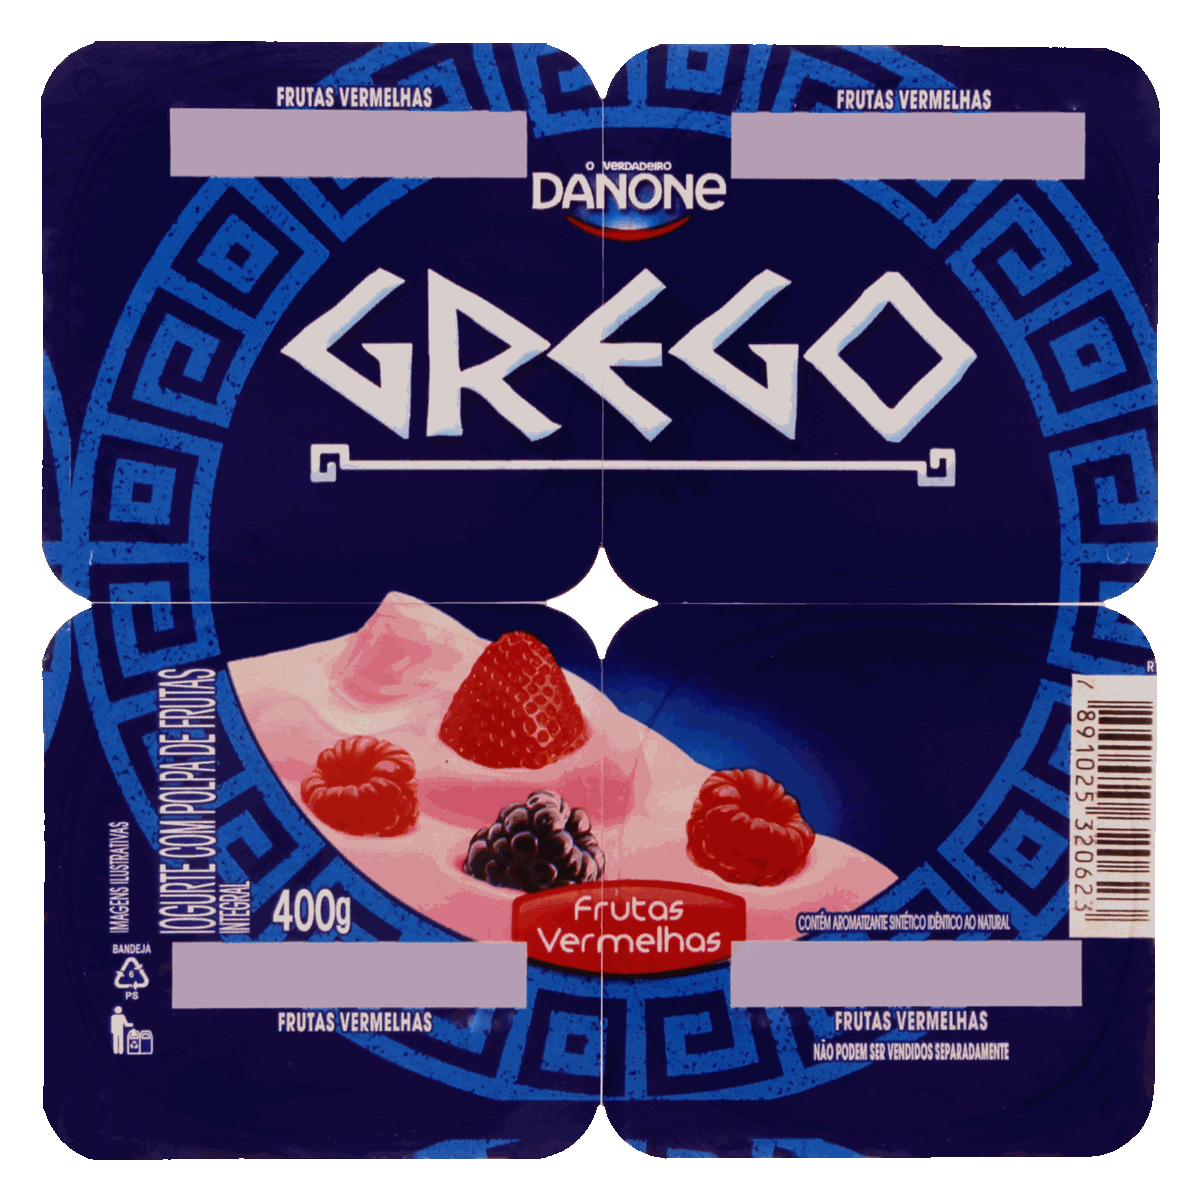 FRUTAS VERMELHAS
FRUTAS VERMELHAS
O VERDADEIRO
DANONE
GREGO
IMAGENS ILUSTRATIVAS
IOGURTE COM POLPA DE FRUTAS
INTEGRAL
400g
Frutas
Vermelhas
CONTÉM AROMATIZANTE SINTÉTICO IDÊNTICO AO NATURAL
7 891025 320623
BANDEJA
6
PS
FRUTAS VERMELHAS
FRUTAS VERMELHAS
NÃO PODEM SER VENDIDOS SEPARADAMENTE